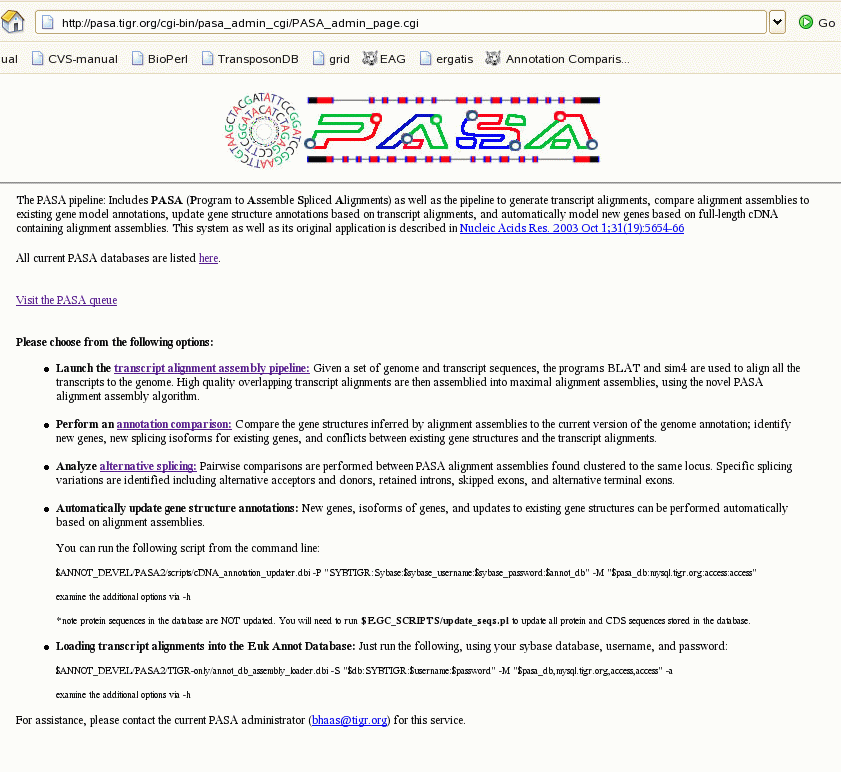 http://pasa.tigr.org/cgi-bin/pasa_admin_cgi/PASA_admin_page.cgi
Go
ual CVS-manual BioPerl TransposonDB grid EAG ergatis Annotation Comparis...
PASA
The PASA pipeline: Includes PASA (Program to Assemble Spliced Alignments) as well as the pipeline to generate transcript alignments, compare alignment assemblies to
existing gene model annotations, update gene structure annotations based on transcript alignments, and automatically model new genes based on full-length cDNA
containing alignment assemblies. This system as well as its original application is described in Nucleic Acids Res. 2003 Oct 1;31(19):5654-66
All current PASA databases are listed here.
Visit the PASA queue
Please choose from the following options:
Launch the transcript alignment assembly pipeline: Given a set of genome and transcript sequences, the programs BLAT and sim4 are used to align all the
transcripts to the genome. High quality overlapping transcript alignments are then assemblied into maximal alignment assemblies, using the novel PASA
alignment assembly algorithm.
Perform an annotation comparison: Compare the gene structures inferred by alignment assemblies to the current version of the genome annotation; identify
new genes, new splicing isoforms for existing genes, and conflicts between existing gene structures and the transcript alignments.
Analyze alternative splicing: Pairwise comparisons are performed between PASA alignment assemblies found clustered to the same locus. Specific splicing
variations are identified including alternative acceptors and donors, retained introns, skipped exons, and alternative terminal exons.
Automatically update gene structure annotations: New genes, isoforms of genes, and updates to existing gene structures can be performed automatically
based on alignment assemblies.
You can run the following script from the command line:
$ANNOT_DEVEL/PASA2/scripts/cDNA_annotation_updater.dbi -P "SYBTIGR:Sybase:$sybase_username:$sybase_password:$annot_db" -M "$pasa_db:mysql.tigr.org:access:access"
examine the additional options via -h
*note protein sequences in the database are NOT updated. You will need to run $EGC_SCRIPTS/update_seqs.pl to update all protein and CDS sequences stored in the database.
Loading transcript alignments into the Euk Annot Database: Just run the following, using your sybase database, username, and password:
$ANNOT_DEVEL/PASA2/TIGR-only/annot_db_assembly_loader.dbi -S "$db:SYBTIGR:$username:$password" -M "$pasa_db,mysql.tigr.org,access,access" -a
examine the additional options via -h
For assistance, please contact the current PASA administrator (bhaas@tigr.org) for this service.